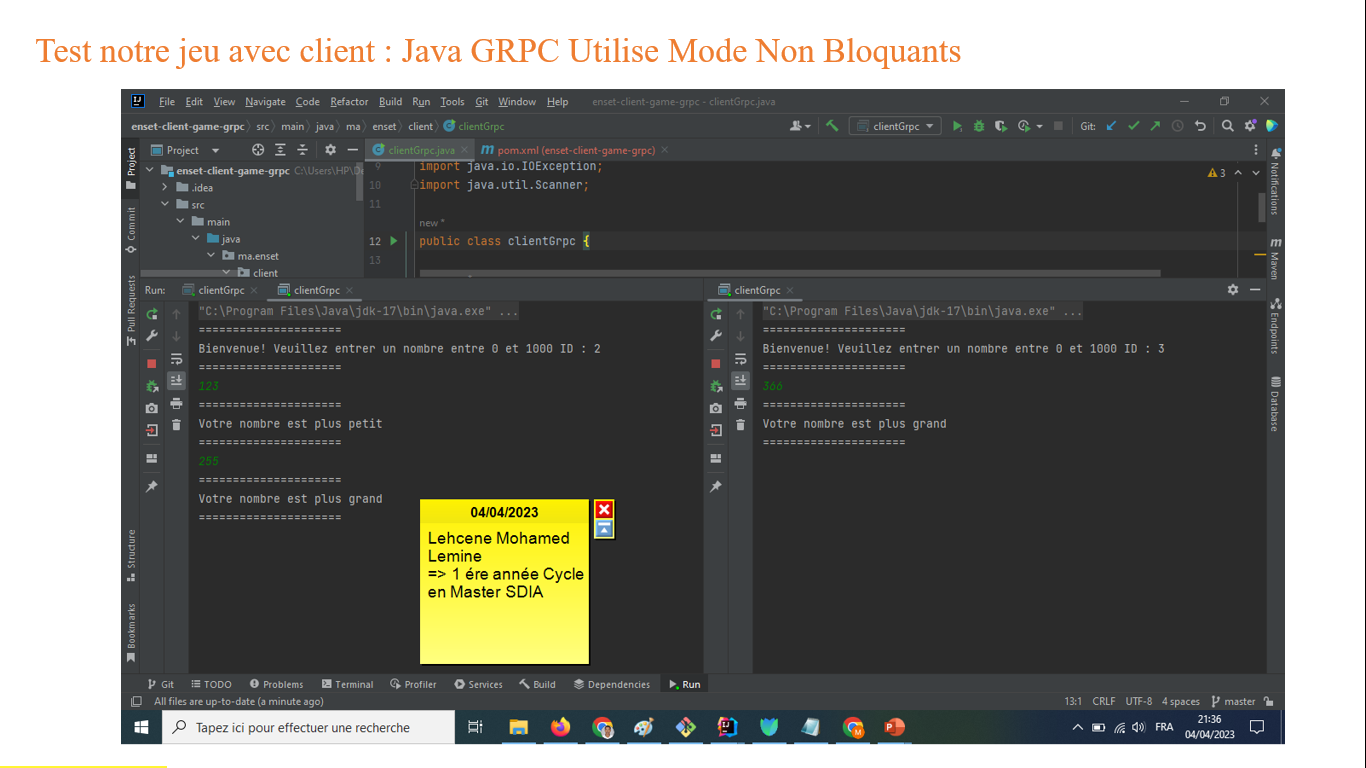 Test notre jeu avec client : Java GRPC Utilise Mode Non Bloquants
File Edit View Navigate Code Refactor Build Run Tools Git Window Help enset-client-game-grpc - clientGrpc.java
enset-client-game-grpc src main java ma enset client clientGrpc
clientGrpc
Git:
Project
clientGrpc.java
pom.xml (enset-client-game-grpc)
enset-client-game-grpc C:\Users\HP\De
.idea
src
main
java
ma.enset
client
9 import java.io.IOException;
10 import java.util.Scanner;
11
new *
12 public class clientGrpc {
13
3
Project
Commit
Pull Requests
Structure
Bookmarks
Notifications
Maven
Endpoints
Database
Run: clientGrpc clientGrpc
"C:\Program Files\Java\jdk-17\bin\java.exe" ...
=====================
Bienvenue! Veuillez entrer un nombre entre 0 et 1000 ID : 2
=====================
123
=====================
Votre nombre est plus petit
=====================
255
=====================
Votre nombre est plus grand
=====================
clientGrpc
"C:\Program Files\Java\jdk-17\bin\java.exe" ...
=====================
Bienvenue! Veuillez entrer un nombre entre 0 et 1000 ID : 3
=====================
366
=====================
Votre nombre est plus grand
=====================
04/04/2023
Lehcene Mohamed
Lemine
=> 1 ére année Cycle
en Master SDIA
Git TODO Problems Terminal Profiler Services Build Dependencies Run
All files are up-to-date (a minute ago)
13:1 CRLF UTF-8 4 spaces master
Tapez ici pour effectuer une recherche
FRA
21:36
04/04/2023